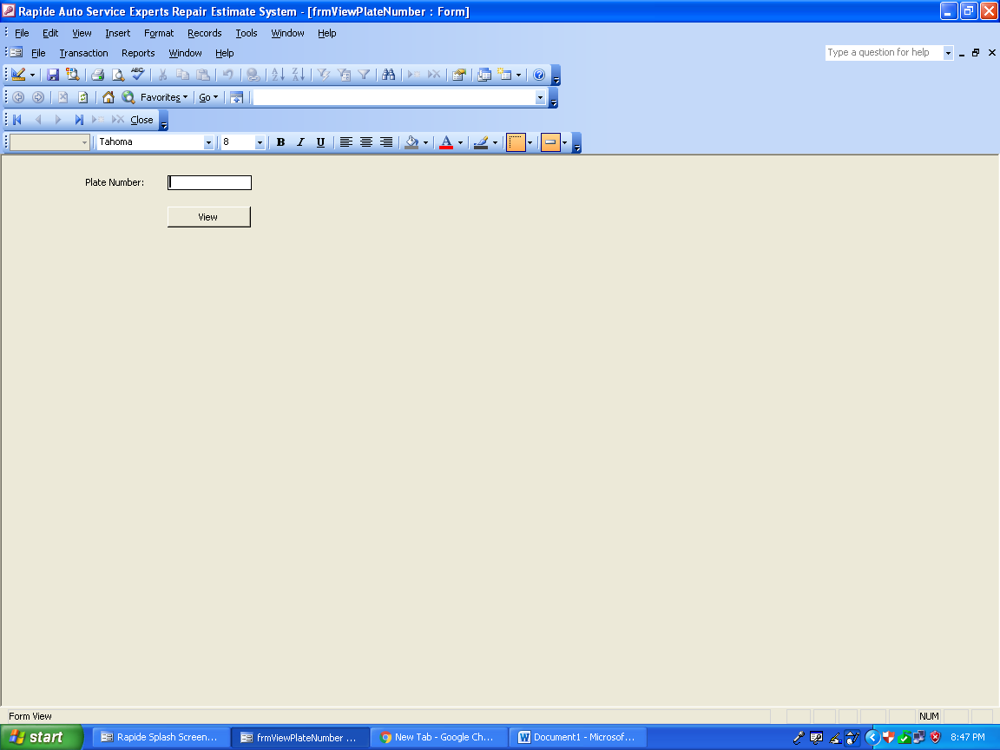 Rapide Auto Service Experts Repair Estimate System - [frmViewPlateNumber : Form]
File Edit View Insert Format Records Tools Window Help
File Transaction Reports Window Help Type a question for help
ABC A Z Z A
Favorites Go
Close
Tahoma 8 B I U A
Plate Number:
View
Form View NUM
start Rapide Splash Screen... frmViewPlateNumber ... New Tab - Google Ch... Document1 - Microsof... 8:47 PM